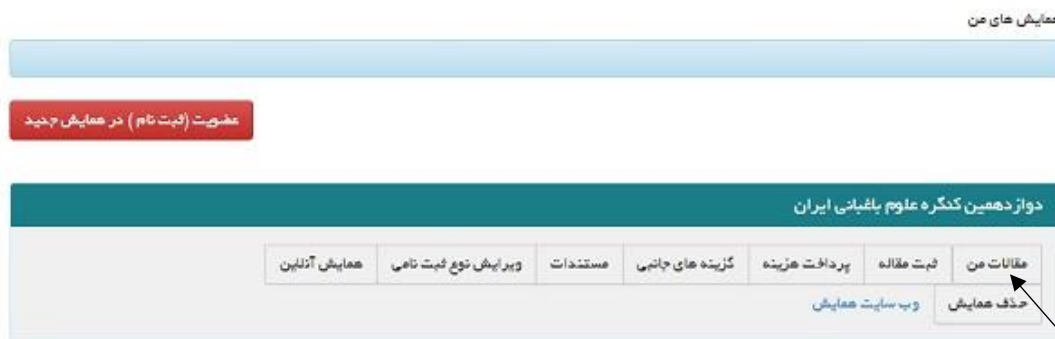 همایش های من
عضویت (ثبت نام ) در همایش جدید
دوازدهمین کنگره علوم باغبانی ایران
مقالات من ثبت مقاله پرداخت هزینه گزینه های جانبی مستندات ویرایش نوع ثبت نامی همایش آنلاین
حذف همایش وب سایت همایش